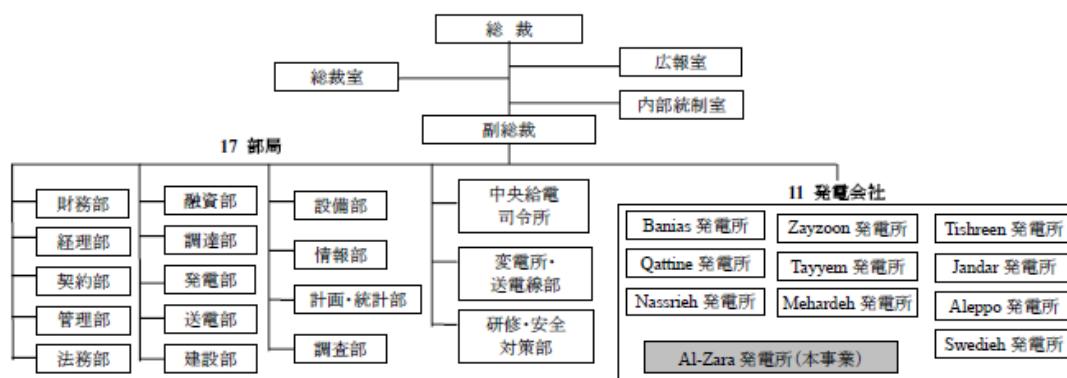 総 裁
総裁室
広報室
内部統制室
副総裁
17 部局
財務部
経理部
契約部
管理部
法務部
融資部
調達部
発電部
送電部
建設部
設備部
情報部
計画・統計部
調査部
中央給電
司令所
変電所・
送電線部
研修・安全
対策部
11 発電会社
Banias 発電所
Qattine 発電所
Nassrieh 発電所
Zayzoon 発電所
Tayyem 発電所
Mehardeh 発電所
Tishreen 発電所
Jandar 発電所
Aleppo 発電所
Swedieh 発電所
Al-Zara 発電所(本事業)